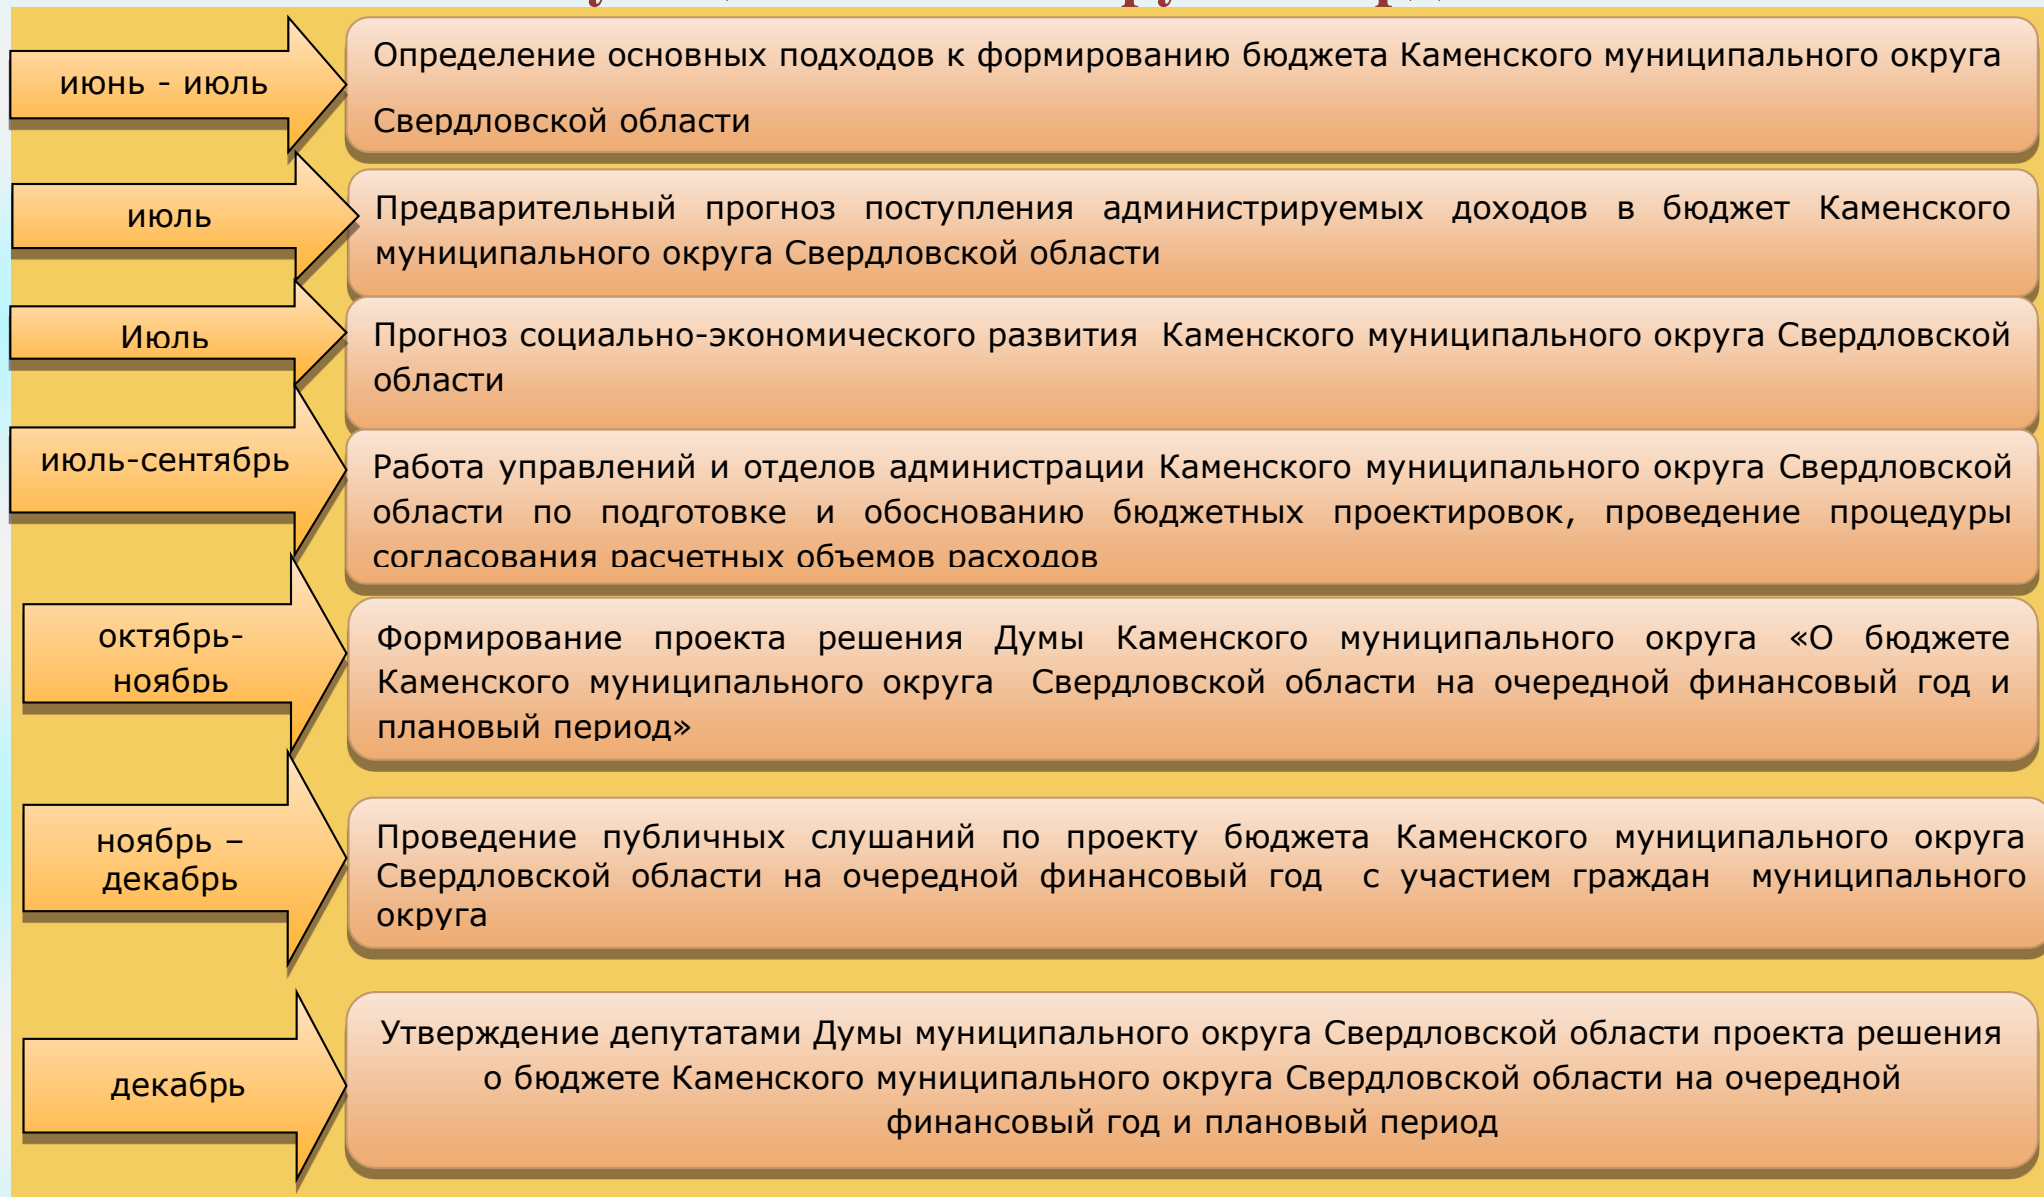 июнь - июль
Определение основных подходов к формированию бюджета Каменского муниципального округа
Свердловской области
июль
Предварительный прогноз поступления администрируемых доходов в бюджет Каменского
муниципального округа Свердловской области
Июль
Прогноз социально-экономического развития Каменского муниципального округа Свердловской
области
июль-сентябрь
Работа управлений и отделов администрации Каменского муниципального округа Свердловской
области по подготовке и обоснованию бюджетных проектировок, проведение процедуры
согласования расчетных объемов расходов
октябрь-
ноябрь
Формирование проекта решения Думы Каменского муниципального округа «О бюджете
Каменского муниципального округа Свердловской области на очередной финансовый год и
плановый период»
ноябрь –
декабрь
Проведение публичных слушаний по проекту бюджета Каменского муниципального округа
Свердловской области на очередной финансовый год с участием граждан муниципального
округа
декабрь
Утверждение депутатами Думы муниципального округа Свердловской области проекта решения
о бюджете Каменского муниципального округа Свердловской области на очередной
финансовый год и плановый период